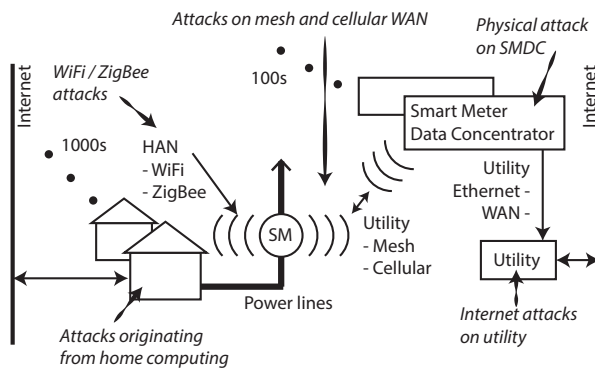 Attacks on mesh and cellular WAN
Physical attack
on SMDC
Internet
WiFi / ZigBee
attacks
100s
Internet
Smart Meter
Data Concentrator
1000s
HAN
- WiFi
- ZigBee
Utility
Ethernet -
WAN -
SM
Utility
- Mesh
- Cellular
Utility
Power lines
Attacks originating
from home computing
Internet attacks
on utility